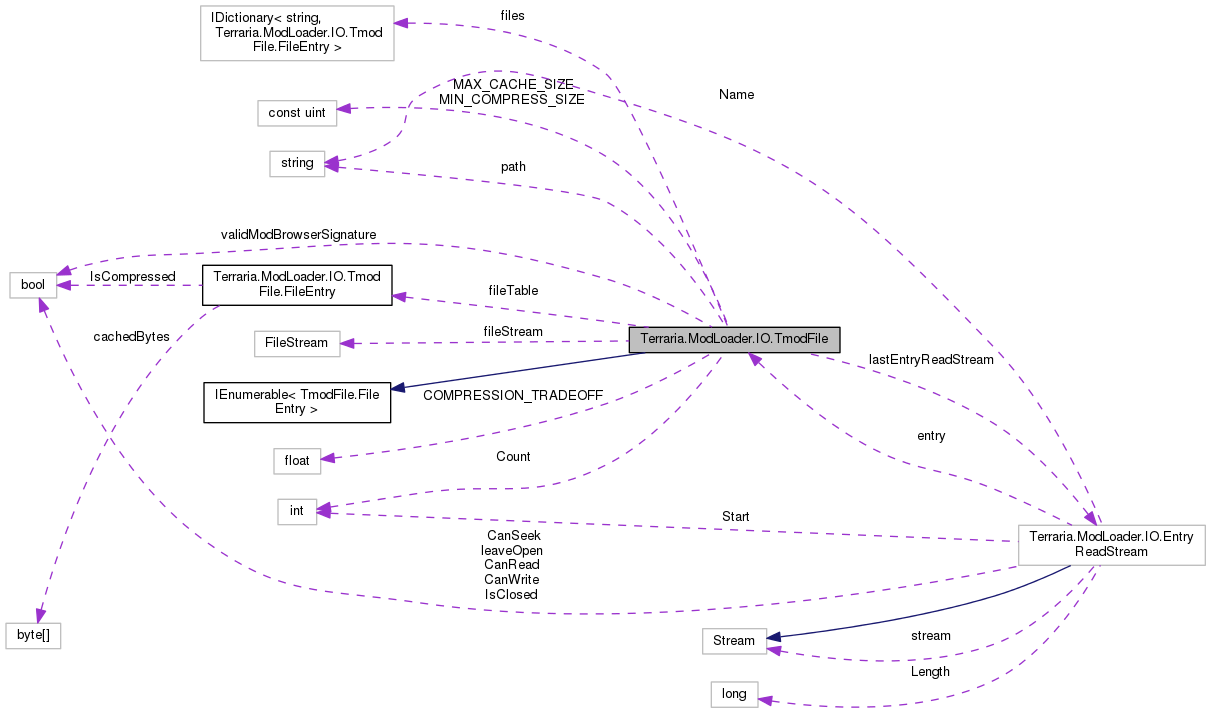 IDictionary< string,
Terraria.ModLoader.IO.Tmod
File.FileEntry >
files
MAX_CACHE_SIZE
MIN_COMPRESS_SIZE
Name
const uint
string
path
validModBrowserSignature
bool
IsCompressed
Terraria.ModLoader.IO.Tmod
File.FileEntry
fileTable
cachedBytes
FileStream
fileStream
Terraria.ModLoader.IO.TmodFile
lastEntryReadStream
IEnumerable< TmodFile.File
Entry >
COMPRESSION_TRADEOFF
entry
float
Count
int
Start
CanSeek
leaveOpen
CanRead
CanWrite
IsClosed
Terraria.ModLoader.IO.Entry
ReadStream
byte[]
Stream
stream
Length
long